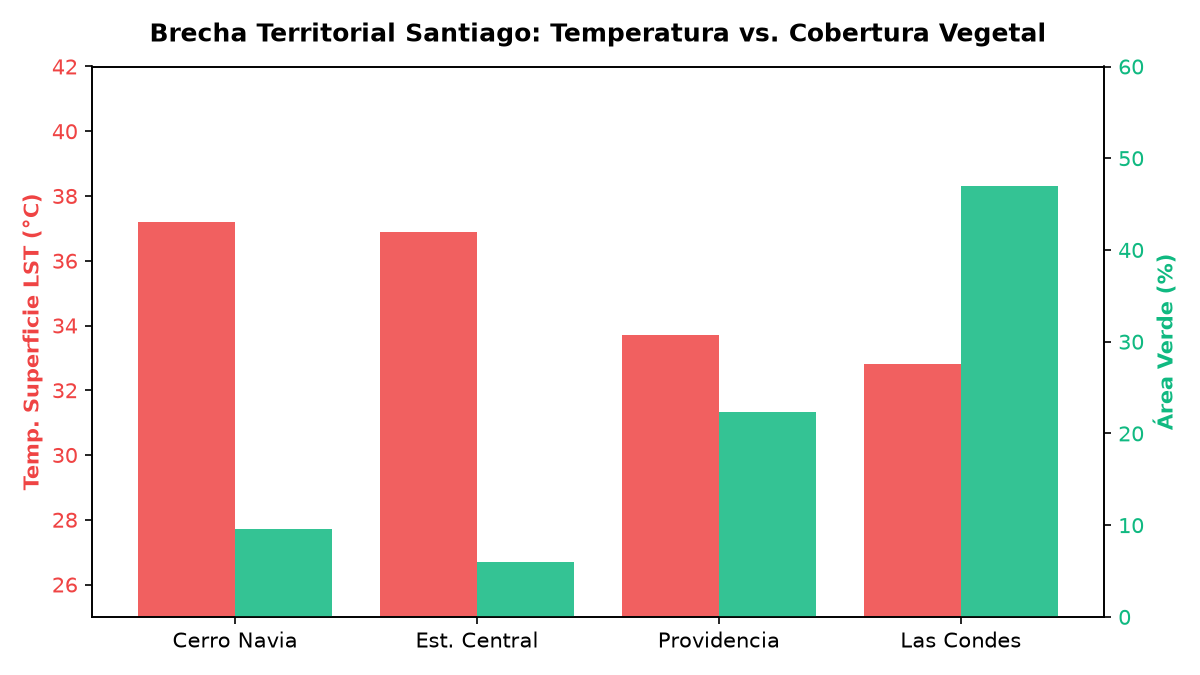 Brecha Territorial Santiago: Temperatura vs. Cobertura Vegetal
Temp. Superficie LST (°C)
42
40
38
36
34
32
30
28
26
60
50
40
30
20
10
0
Área Verde (%)
Cerro Navia
Est. Central
Providencia
Las Condes